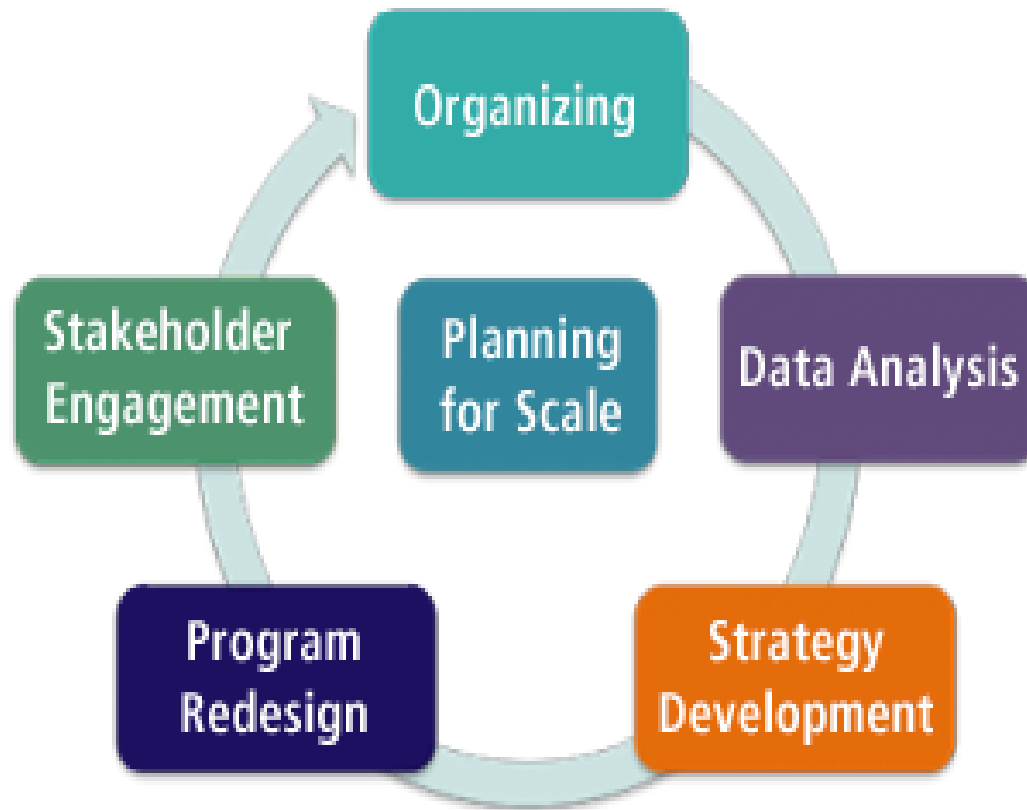 Organizing
Stakeholder
Engagement
Planning
for Scale
Data Analysis
Program
Redesign
Strategy
Development